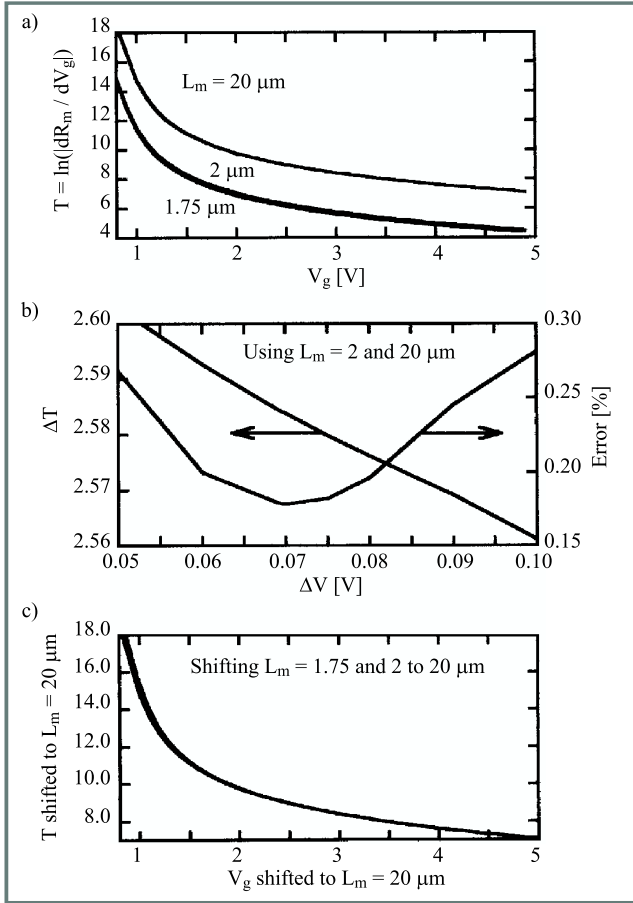 a)
T = ln(|dRₘ / dV_g|)
18
16
14
12
10
8
6
4
Lₘ = 20 μm
2 μm
1.75 μm
1
2
3
4
5
V_g [V]
b)
ΔT
2.60
2.59
2.58
2.57
2.56
Using Lₘ = 2 and 20 μm
0.30
0.25
0.20
0.15
Error [%]
0.05
0.06
0.07
0.08
0.09
0.10
ΔV [V]
c)
T shifted to Lₘ = 20 μm
18.0
16.0
14.0
12.0
10.0
8.0
Shifting Lₘ = 1.75 and 2 to 20 μm
1
2
3
4
5
V_g shifted to Lₘ = 20 μm